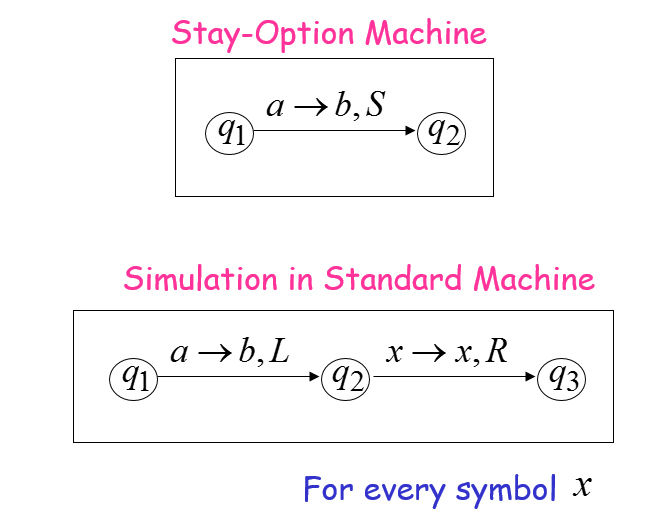 Stay-Option Machine
a → b, S
q1 q2
Simulation in Standard Machine
a → b, L x → x, R
q1 q2 q3
For every symbol x